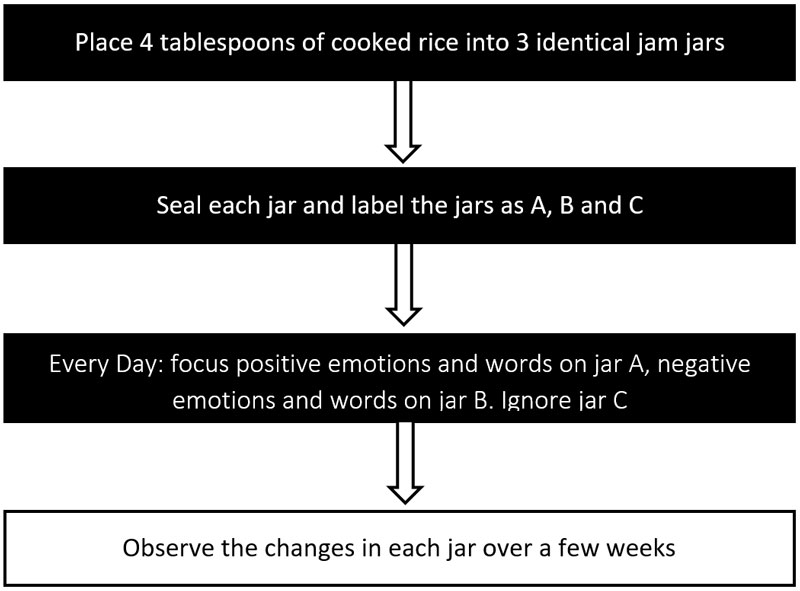 Place 4 tablespoons of cooked rice into 3 identical jam jars
Seal each jar and label the jars as A, B and C
Every Day: focus positive emotions and words on jar A, negative
emotions and words on jar B. Ignore jar C
Observe the changes in each jar over a few weeks